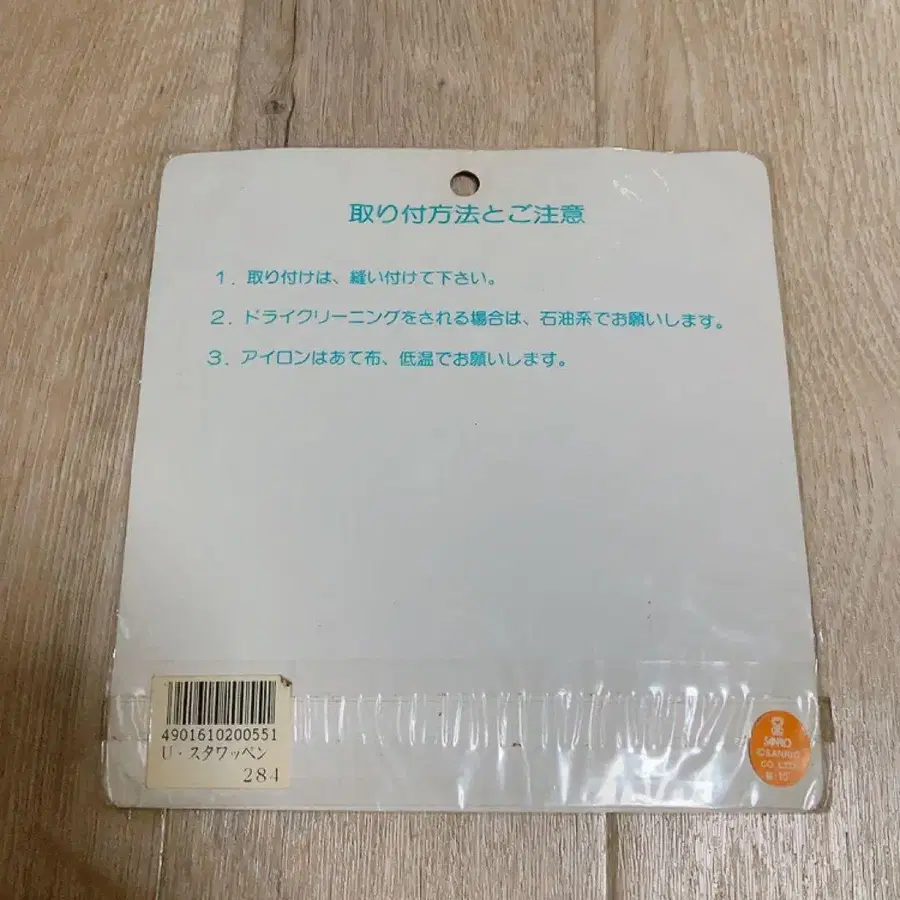 取り付方法とご注意
1. 取り付けは、縫い付けて下さい。
2. ドライクリーニングをされる場合は、石油系でお願いします。
3. アイロンはあて布、低温でお願いします。
4901610200551
U・スタワッペン
284
SANRIO
©SANRIO
CO., LTD.